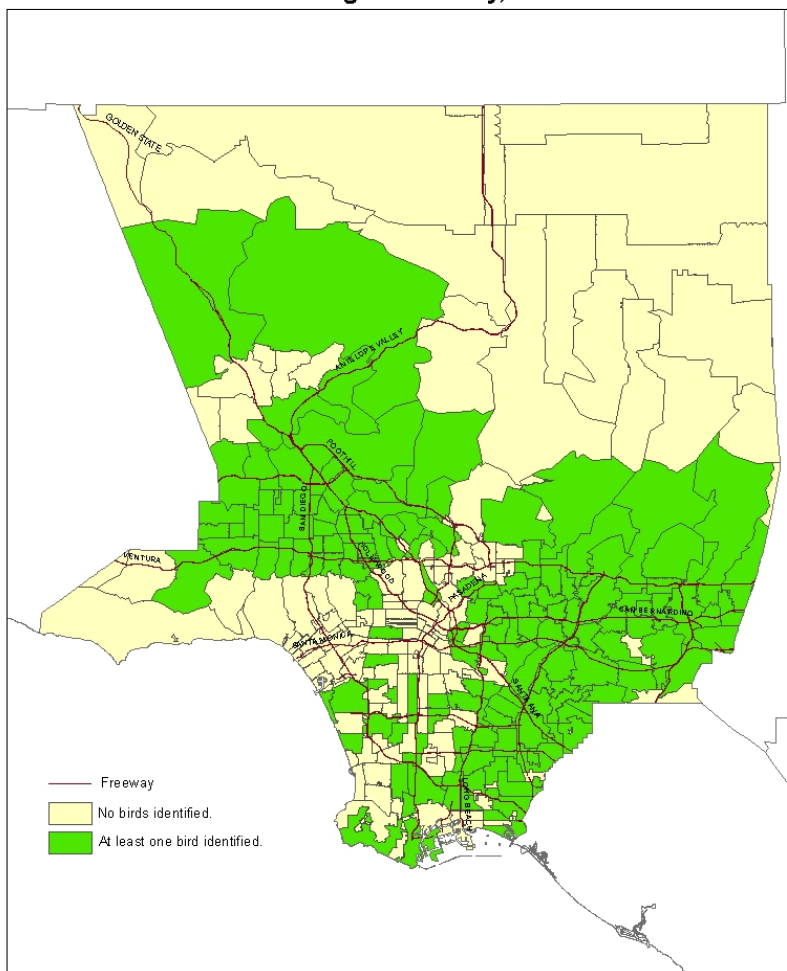 GOLDEN STATE
ANTELOPE VALLEY
FOOTHILL
SAN DIEGO
VENTURA
HOLLYWOOD
PASADENA
SAN BERNARDINO
SANTA MONICA
SANTA ANA
LONG BEACH
Freeway
No birds identified.
At least one bird identified.